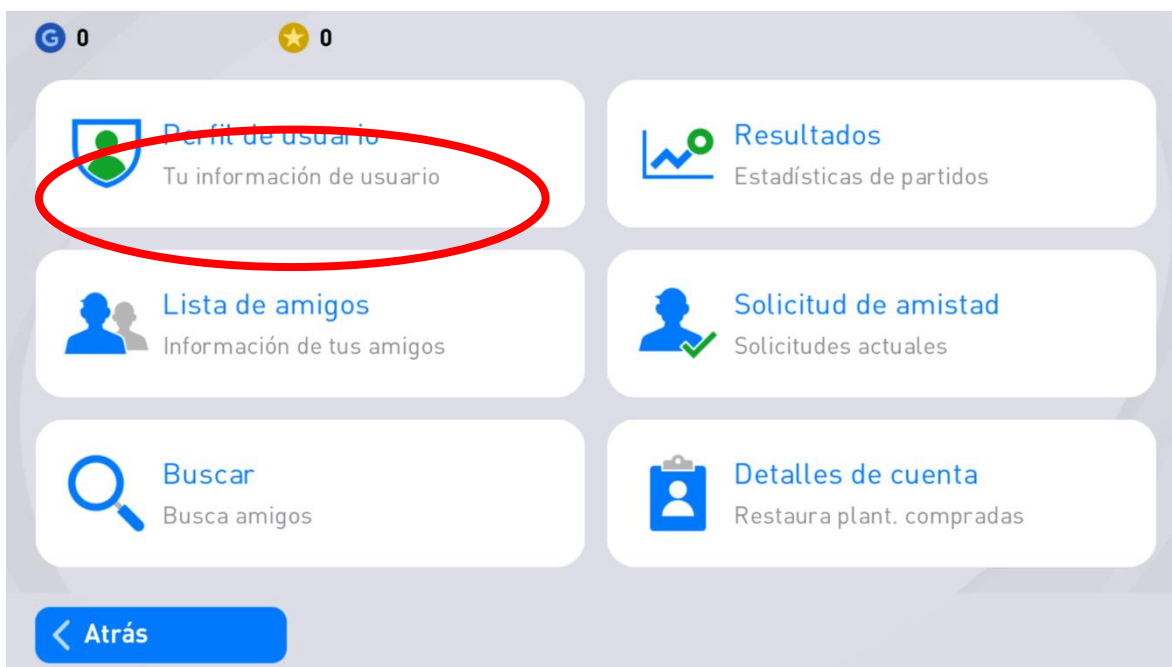 G 0
0
Perfil de usuario
Tu información de usuario
Resultados
Estadísticas de partidos
Lista de amigos
Información de tus amigos
Solicitud de amistad
Solicitudes actuales
Buscar
Busca amigos
Detalles de cuenta
Restaura plant. compradas
Atrás